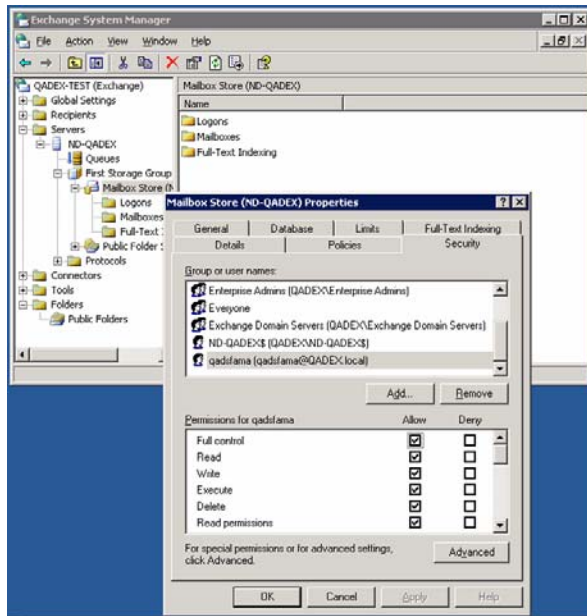 Exchange System Manager
File Action View Window Help
QADEX-TEST (Exchange)
Global Settings
Recipients
Servers
ND-QADEX
Queues
First Storage Group
Mailbox Store (N
Logons
Mailboxes
Full-Text
Public Folder
Protocols
Connectors
Tools
Folders
Public Folders
Mailbox Store (ND-QADEX)
Name
Logons
Mailboxes
Full-Text Indexing
Mailbox Store (ND-QADEX) Properties
General Database Limits Full-Text Indexing
Details Policies Security
Group or user names:
Enterprise Admins (QADEX\Enterprise Admins)
Everyone
Exchange Domain Servers (QADEX\Exchange Domain Servers)
ND-QADEX$ (QADEX\ND-QADEX$)
qadsfama (qadsfama@QADEX.local)
Add... Remove
Permissions for qadsfama Allow Deny
Full control
Read
Write
Execute
Delete
Read permissions
For special permissions or for advanced settings,
click Advanced.
Advanced
OK Cancel Apply Help